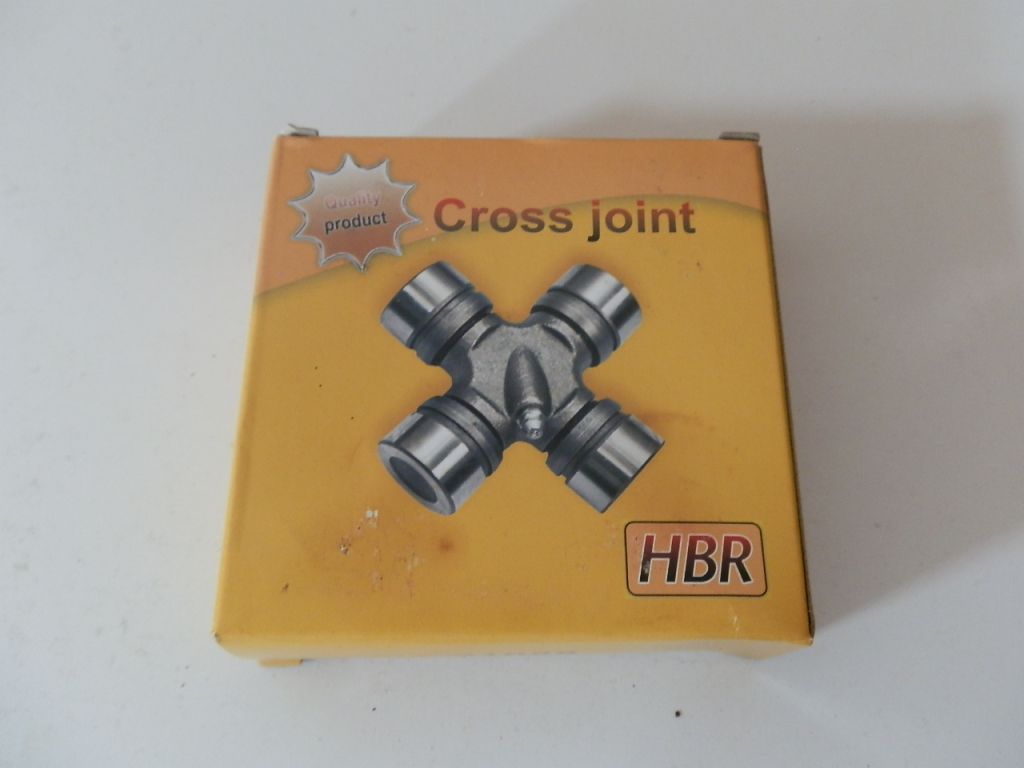 Quality
product
Cross joint
HBR